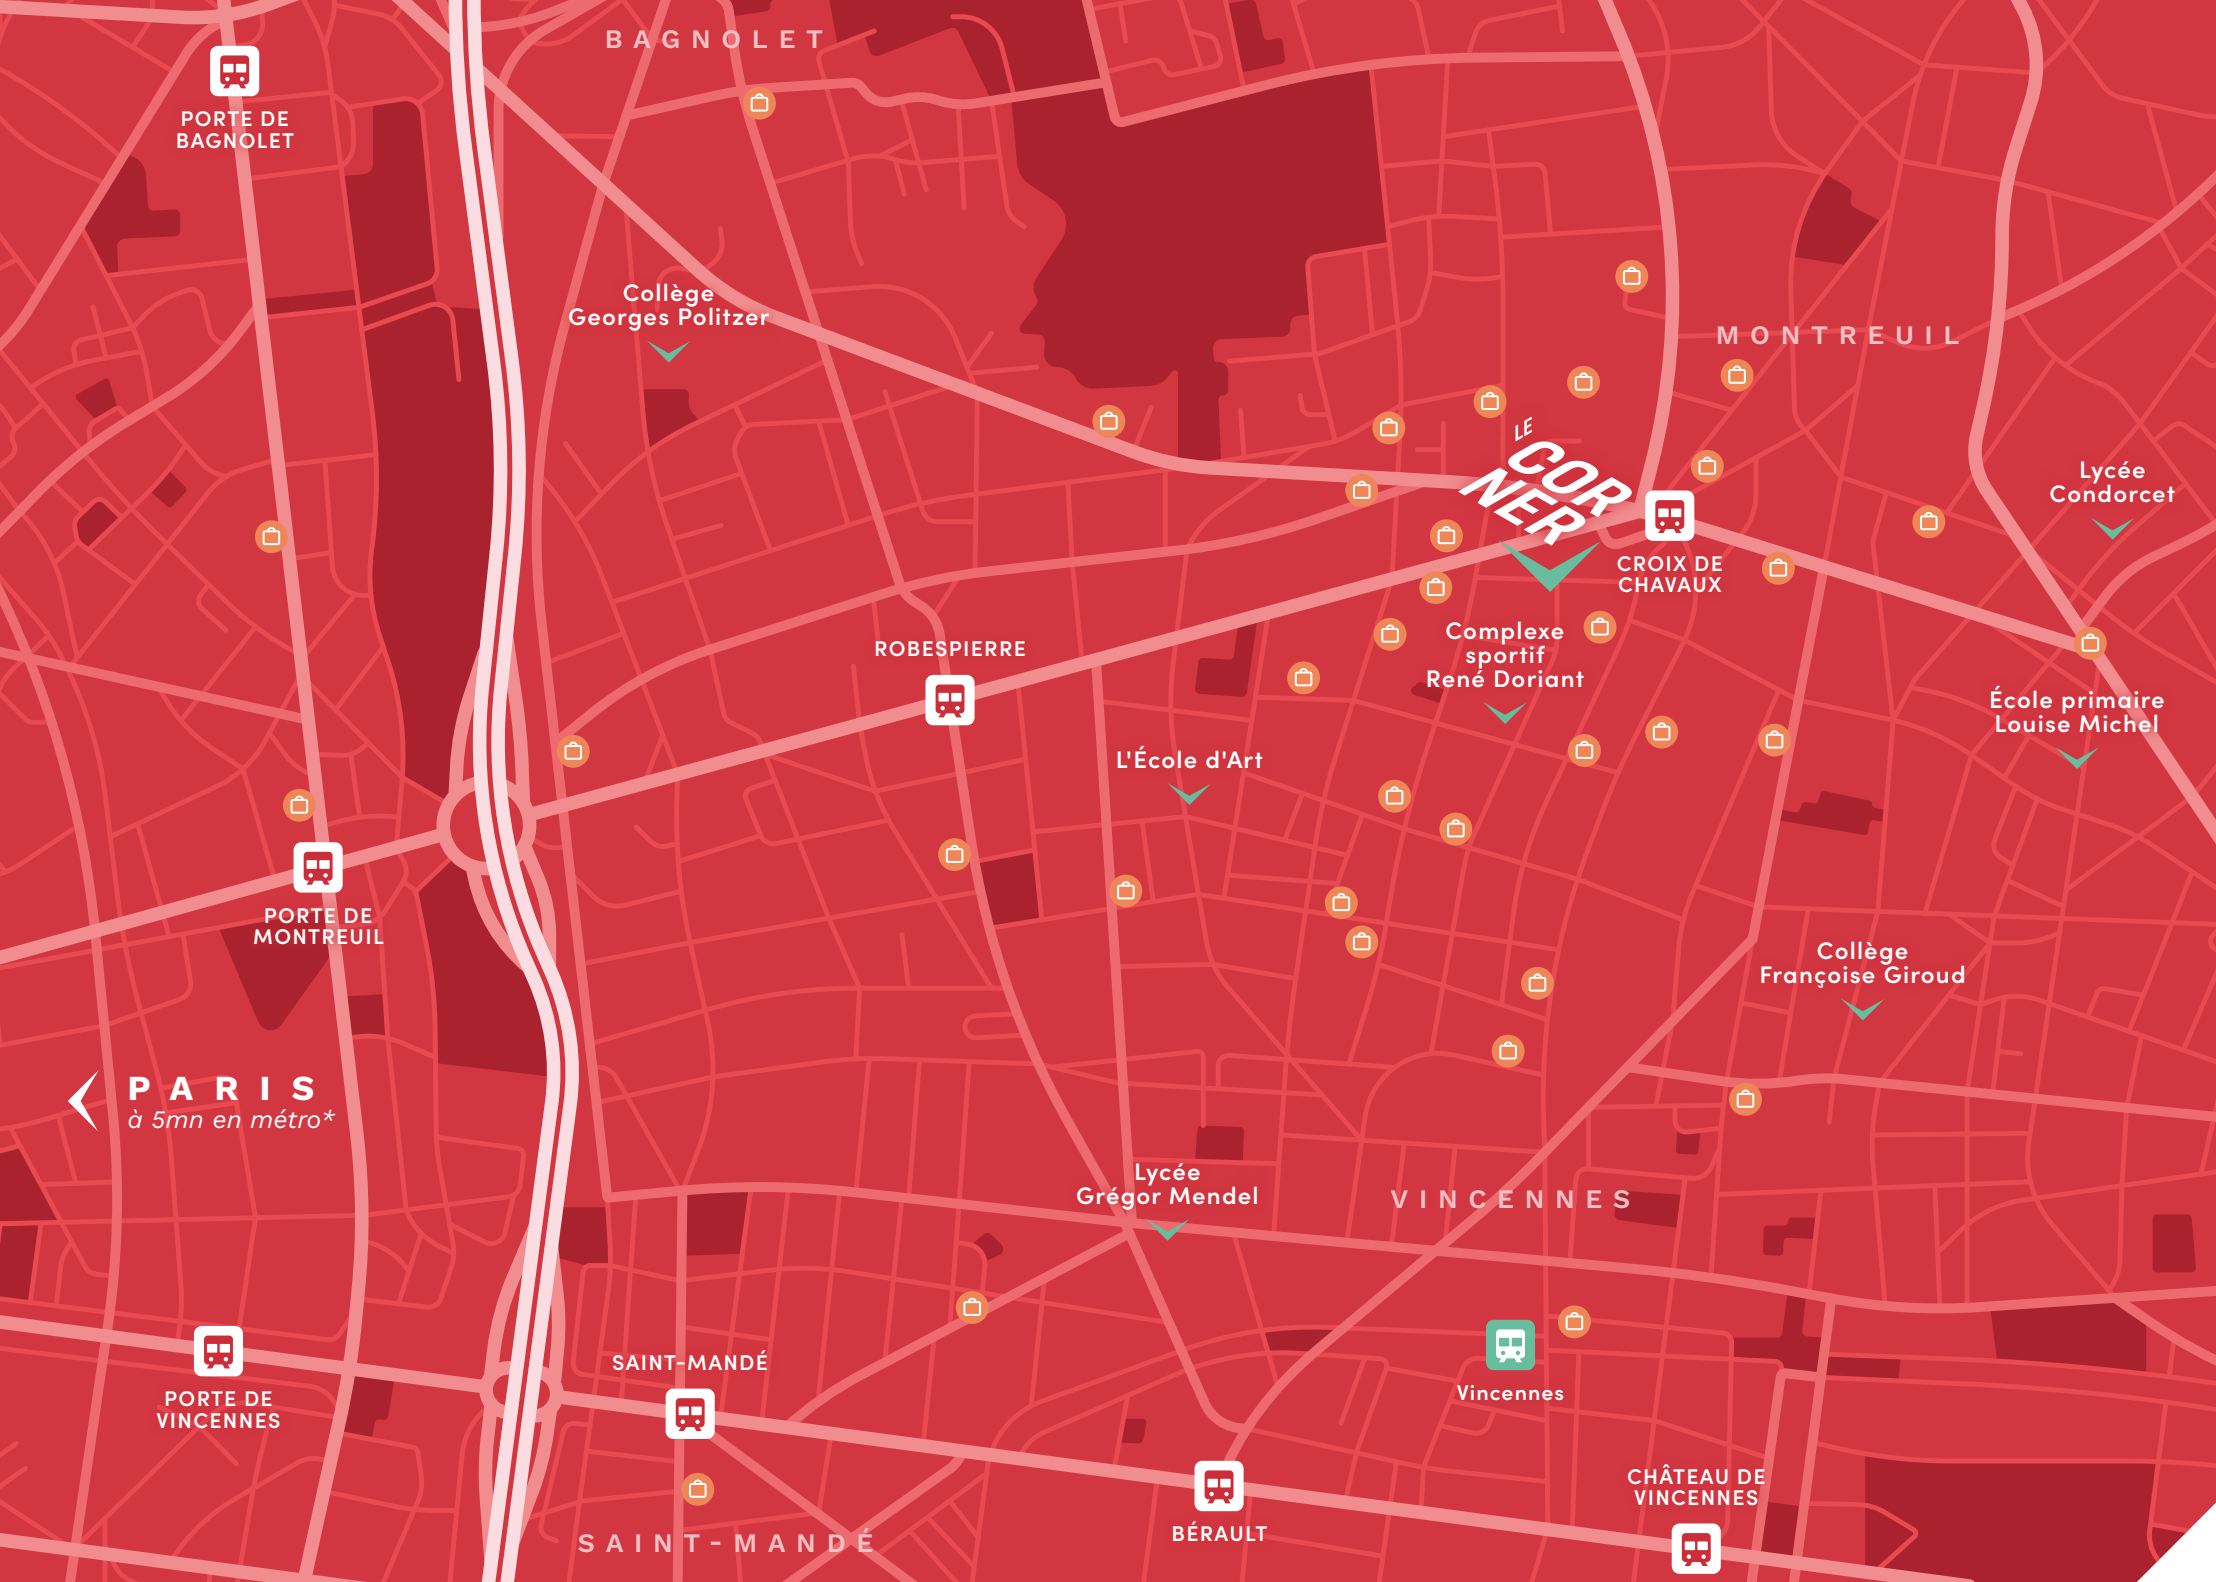 BAGNOLET
PORTE DE
BAGNOLET
Collège
Georges Politzer
MONTREUIL
LE
COR
NER
Lycée
Condorcet
CROIX DE
CHAVAUX
ROBESPIERRE
Complexe
sportif
René Doriant
École primaire
Louise Michel
L'École d'Art
PORTE DE
MONTREUIL
Collège
Françoise Giroud
PARIS
à 5mn en métro*
Lycée
Grégor Mendel
VINCENNES
SAINT-MANDÉ
PORTE DE
VINCENNES
Vincennes
CHÂTEAU DE
VINCENNES
BÉRAULT
SAINT-MANDÉ